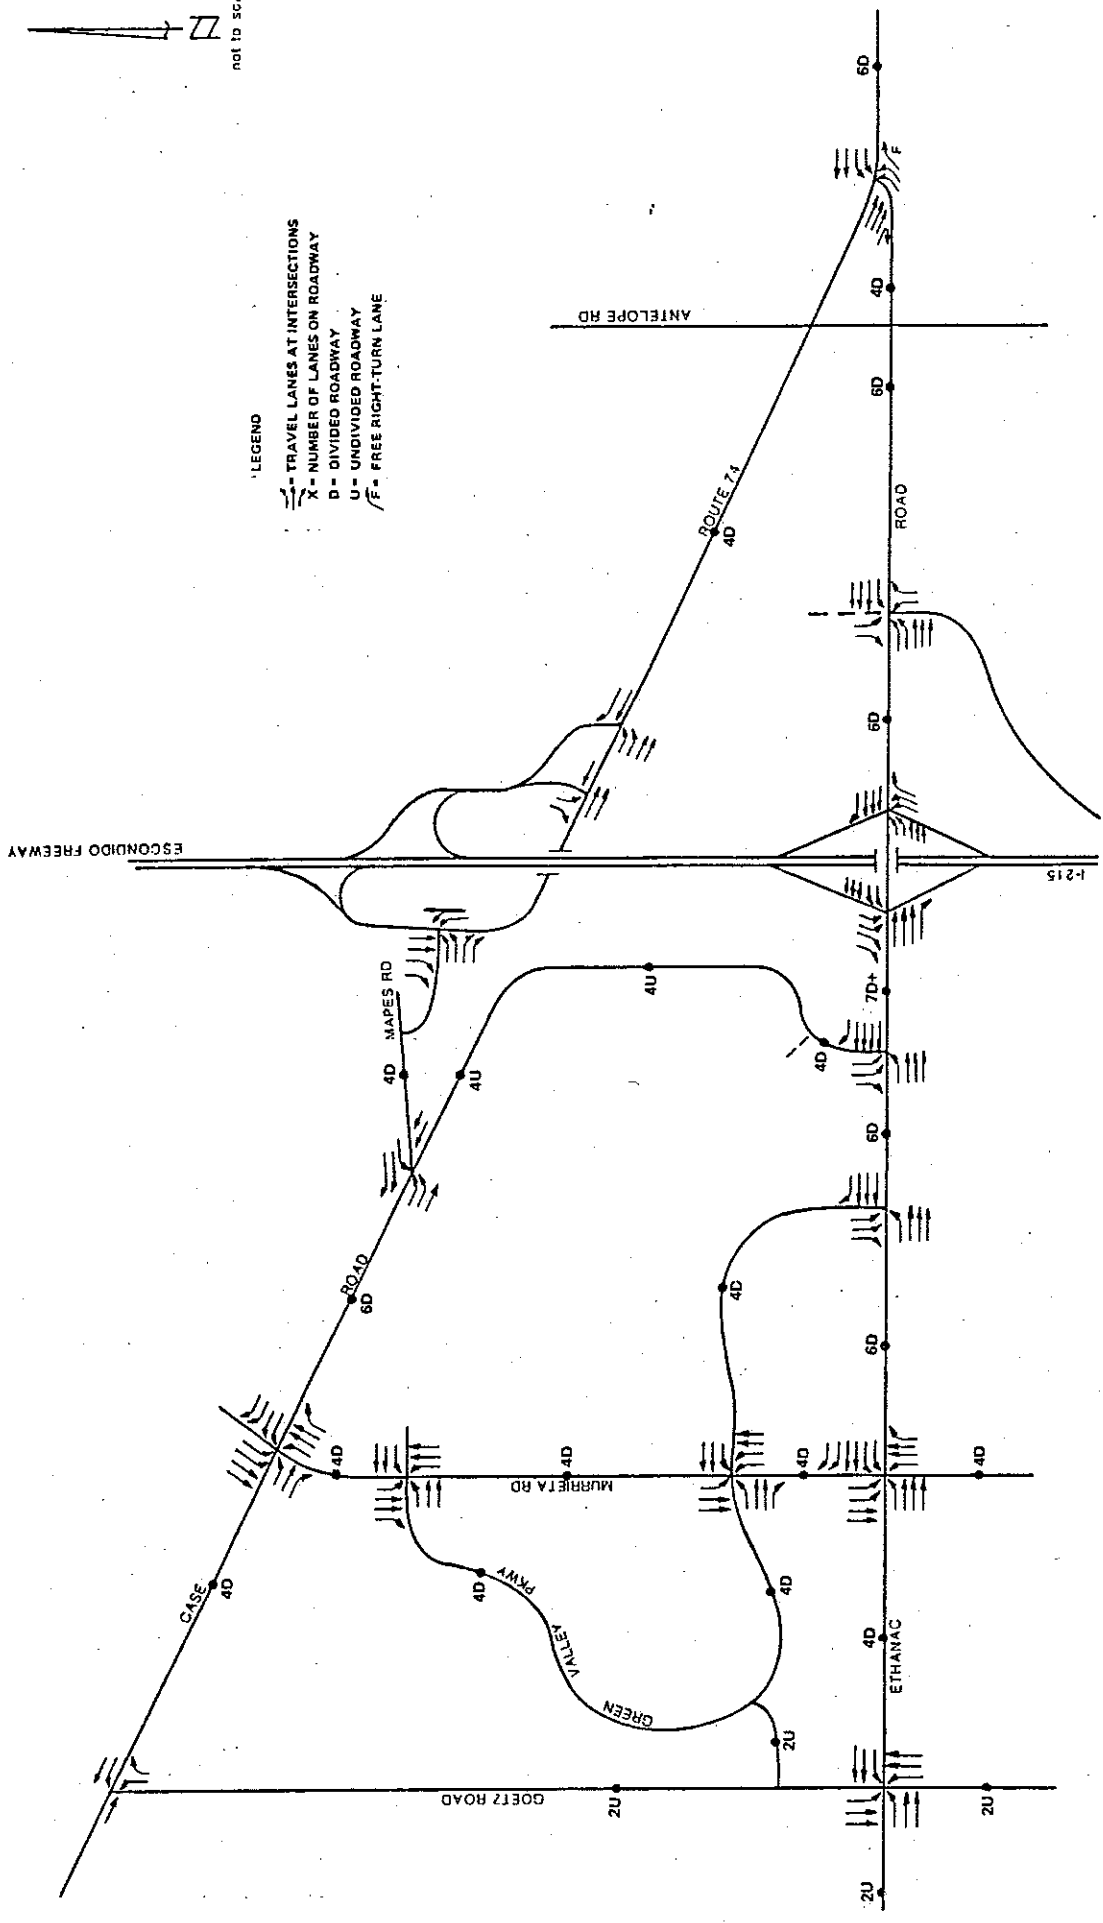 not to
LEGEND
= TRAVEL LANES AT INTERSECTIONS
X = NUMBER OF LANES ON ROADWAY
D = DIVIDED ROADWAY
U = UNDIVIDED ROADWAY
F = FREE RIGHT-TURN LANE
ESCONDIDO FREEWAY
I-215
ANTELOPE RD
ROUTE 74
4D
6D
4D
6D
ROAD
6D
7D+
6D
6D
4D
ETHANAC
2U
MAPES RD
4D
4U
4U
4D
CASE
4D
ROAD
6D
4D
4D
MURRIETA RD
4D
4D
4D
4D
GREEN
VALLEY
PKWY
4D
2U
GOETZ ROAD
2U
2U
F